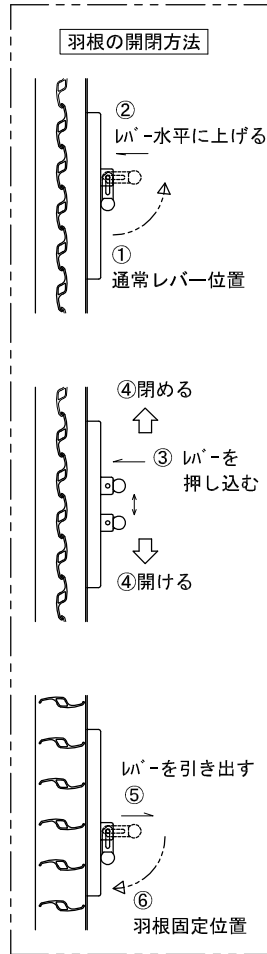 羽根の開閉方法
②
ﾚﾊﾞｰ水平に上げる
①
通常レバー位置
④閉める
③ ﾚﾊﾞｰを
押し込む
④開ける
ﾚﾊﾞｰを引き出す
⑤
⑥
羽根固定位置